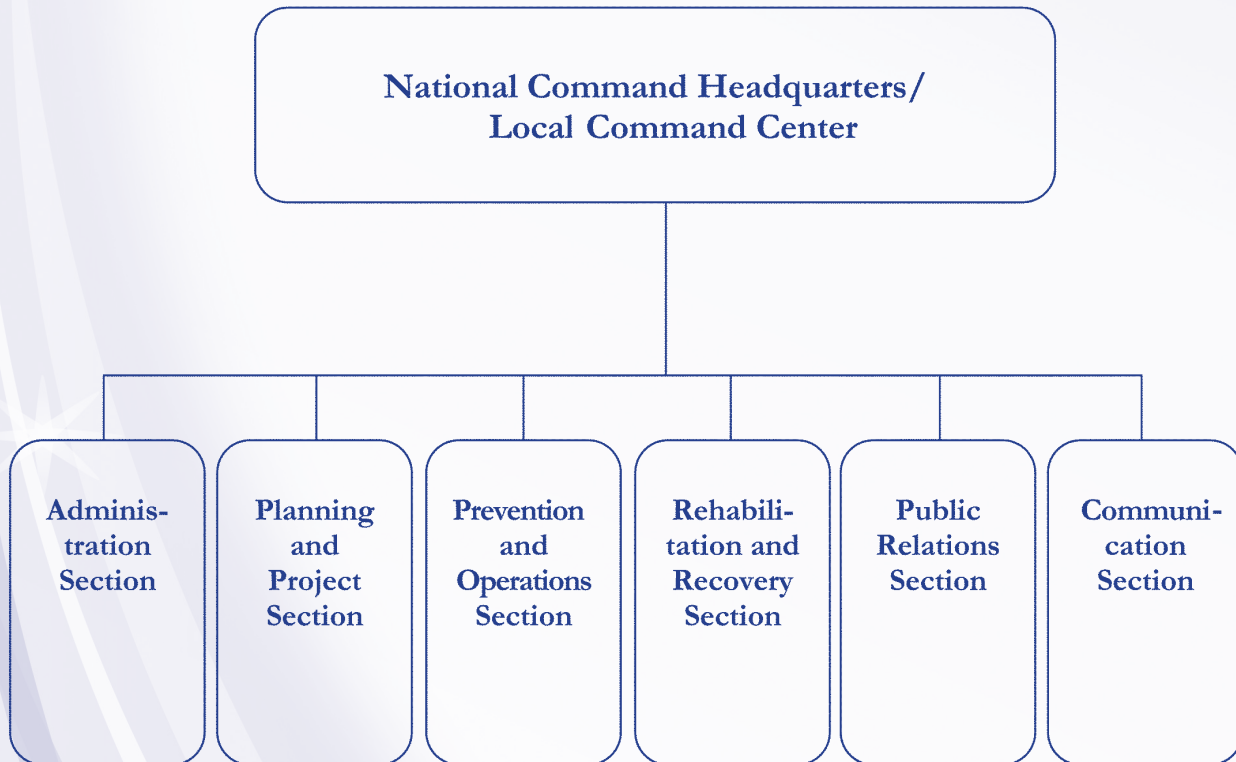 National Command Headquarters/
Local Command Center
Adminis-
tration
Section
Planning
and
Project
Section
Prevention
and
Operations
Section
Rehabili-
tation and
Recovery
Section
Public
Relations
Section
Communi-
cation
Section